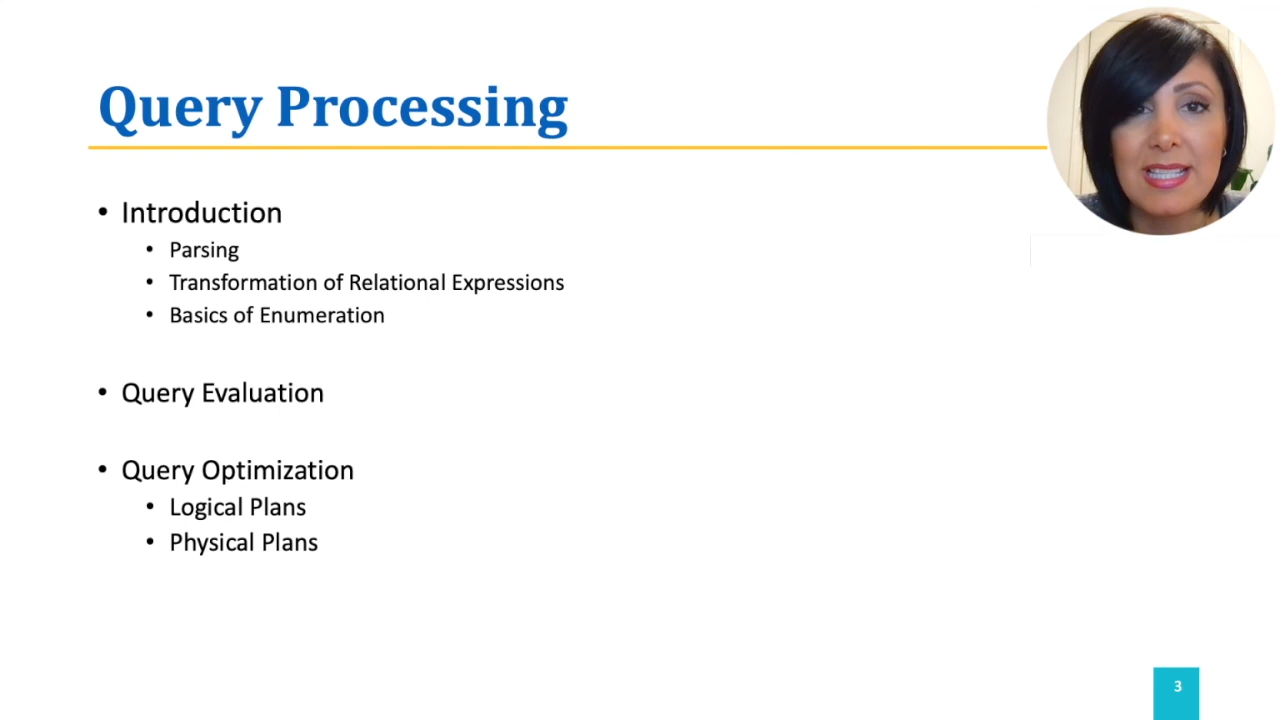 Query Processing
• Introduction
• Parsing
• Transformation of Relational Expressions
• Basics of Enumeration
• Query Evaluation
• Query Optimization
• Logical Plans
• Physical Plans
3